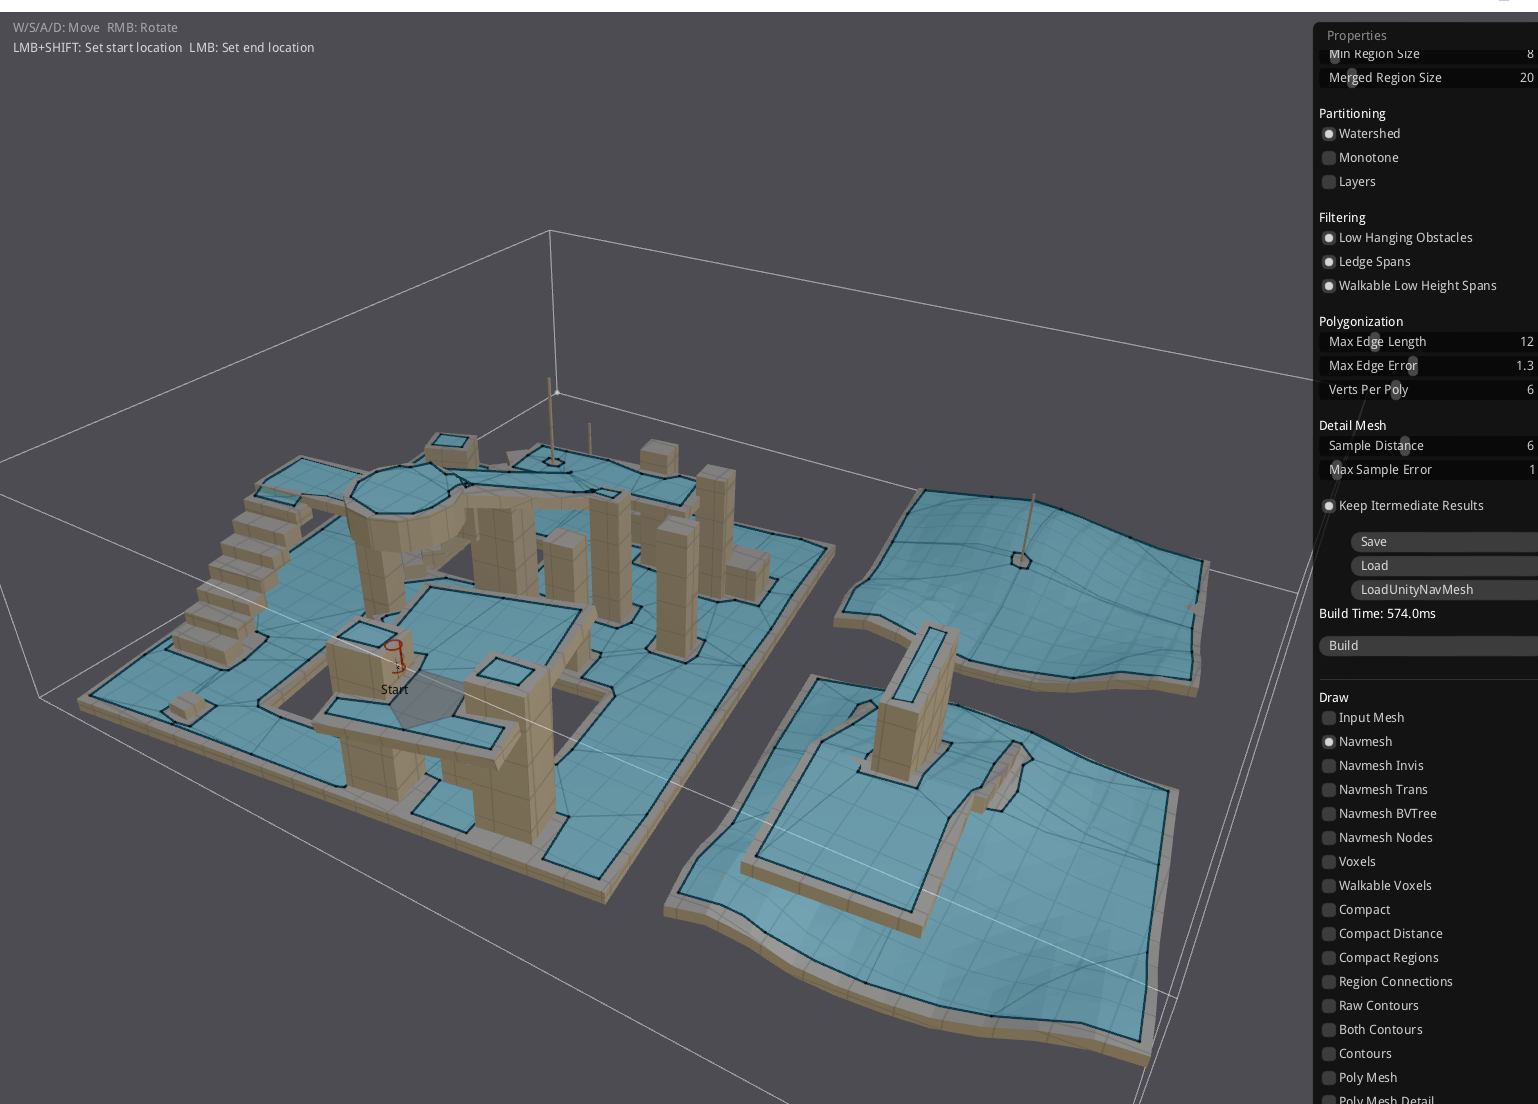 W/S/A/D: Move  RMB: Rotate
LMB+SHIFT: Set start location  LMB: Set end location
Start
Properties
Min Region Size 8
Merged Region Size 20
Partitioning
Watershed
Monotone
Layers
Filtering
Low Hanging Obstacles
Ledge Spans
Walkable Low Height Spans
Polygonization
Max Edge Length 12
Max Edge Error 1.3
Verts Per Poly 6
Detail Mesh
Sample Distance 6
Max Sample Error 1
Keep Itermediate Results
Save
Load
LoadUnityNavMesh
Build Time: 574.0ms
Build
Draw
Input Mesh
Navmesh
Navmesh Invis
Navmesh Trans
Navmesh BVTree
Navmesh Nodes
Voxels
Walkable Voxels
Compact
Compact Distance
Compact Regions
Region Connections
Raw Contours
Both Contours
Contours
Poly Mesh
Poly Mesh Detail